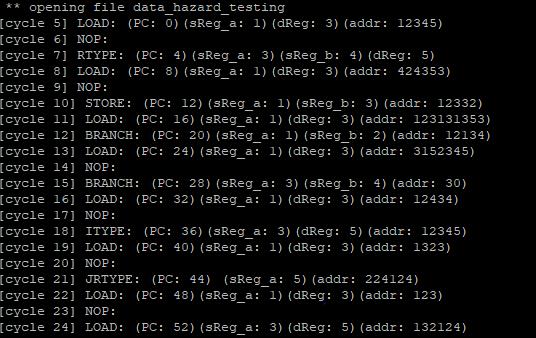 ** opening file data_hazard_testing
[cycle 5] LOAD: (PC: 0)(sReg_a: 1)(dReg: 3)(addr: 12345)
[cycle 6] NOP:
[cycle 7] RTYPE: (PC: 4)(sReg_a: 3)(sReg_b: 4)(dReg: 5)
[cycle 8] LOAD: (PC: 8)(sReg_a: 1)(dReg: 3)(addr: 424353)
[cycle 9] NOP:
[cycle 10] STORE: (PC: 12)(sReg_a: 1)(sReg_b: 3)(addr: 12332)
[cycle 11] LOAD: (PC: 16)(sReg_a: 1)(dReg: 3)(addr: 123131353)
[cycle 12] BRANCH: (PC: 20)(sReg_a: 1)(sReg_b: 2)(addr: 12134)
[cycle 13] LOAD: (PC: 24)(sReg_a: 1)(dReg: 3)(addr: 3152345)
[cycle 14] NOP:
[cycle 15] BRANCH: (PC: 28)(sReg_a: 3)(sReg_b: 4)(addr: 30)
[cycle 16] LOAD: (PC: 32)(sReg_a: 1)(dReg: 3)(addr: 12434)
[cycle 17] NOP:
[cycle 18] ITYPE: (PC: 36)(sReg_a: 3)(dReg: 5)(addr: 12345)
[cycle 19] LOAD: (PC: 40)(sReg_a: 1)(dReg: 3)(addr: 1323)
[cycle 20] NOP:
[cycle 21] JRTYPE: (PC: 44) (sReg_a: 5)(addr: 224124)
[cycle 22] LOAD: (PC: 48)(sReg_a: 1)(dReg: 3)(addr: 123)
[cycle 23] NOP:
[cycle 24] LOAD: (PC: 52)(sReg_a: 3)(dReg: 5)(addr: 132124)